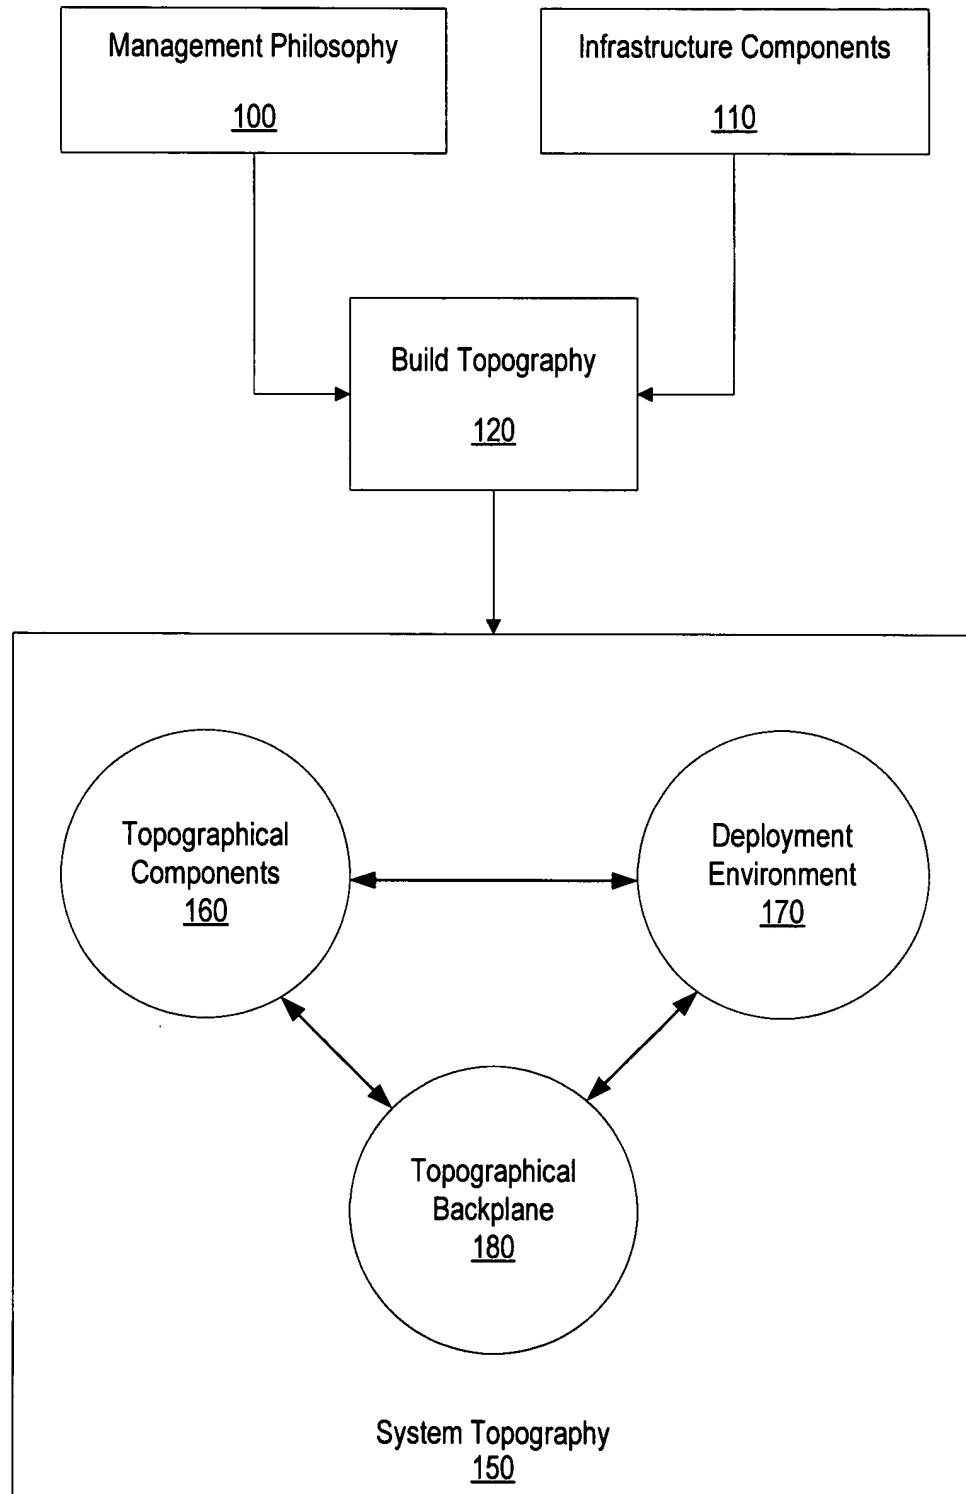 Management Philosophy
100
Infrastructure Components
110
Build Topography
120
Topographical
Components
160
Deployment
Environment
170
Topographical
Backplane
180
System Topography
150